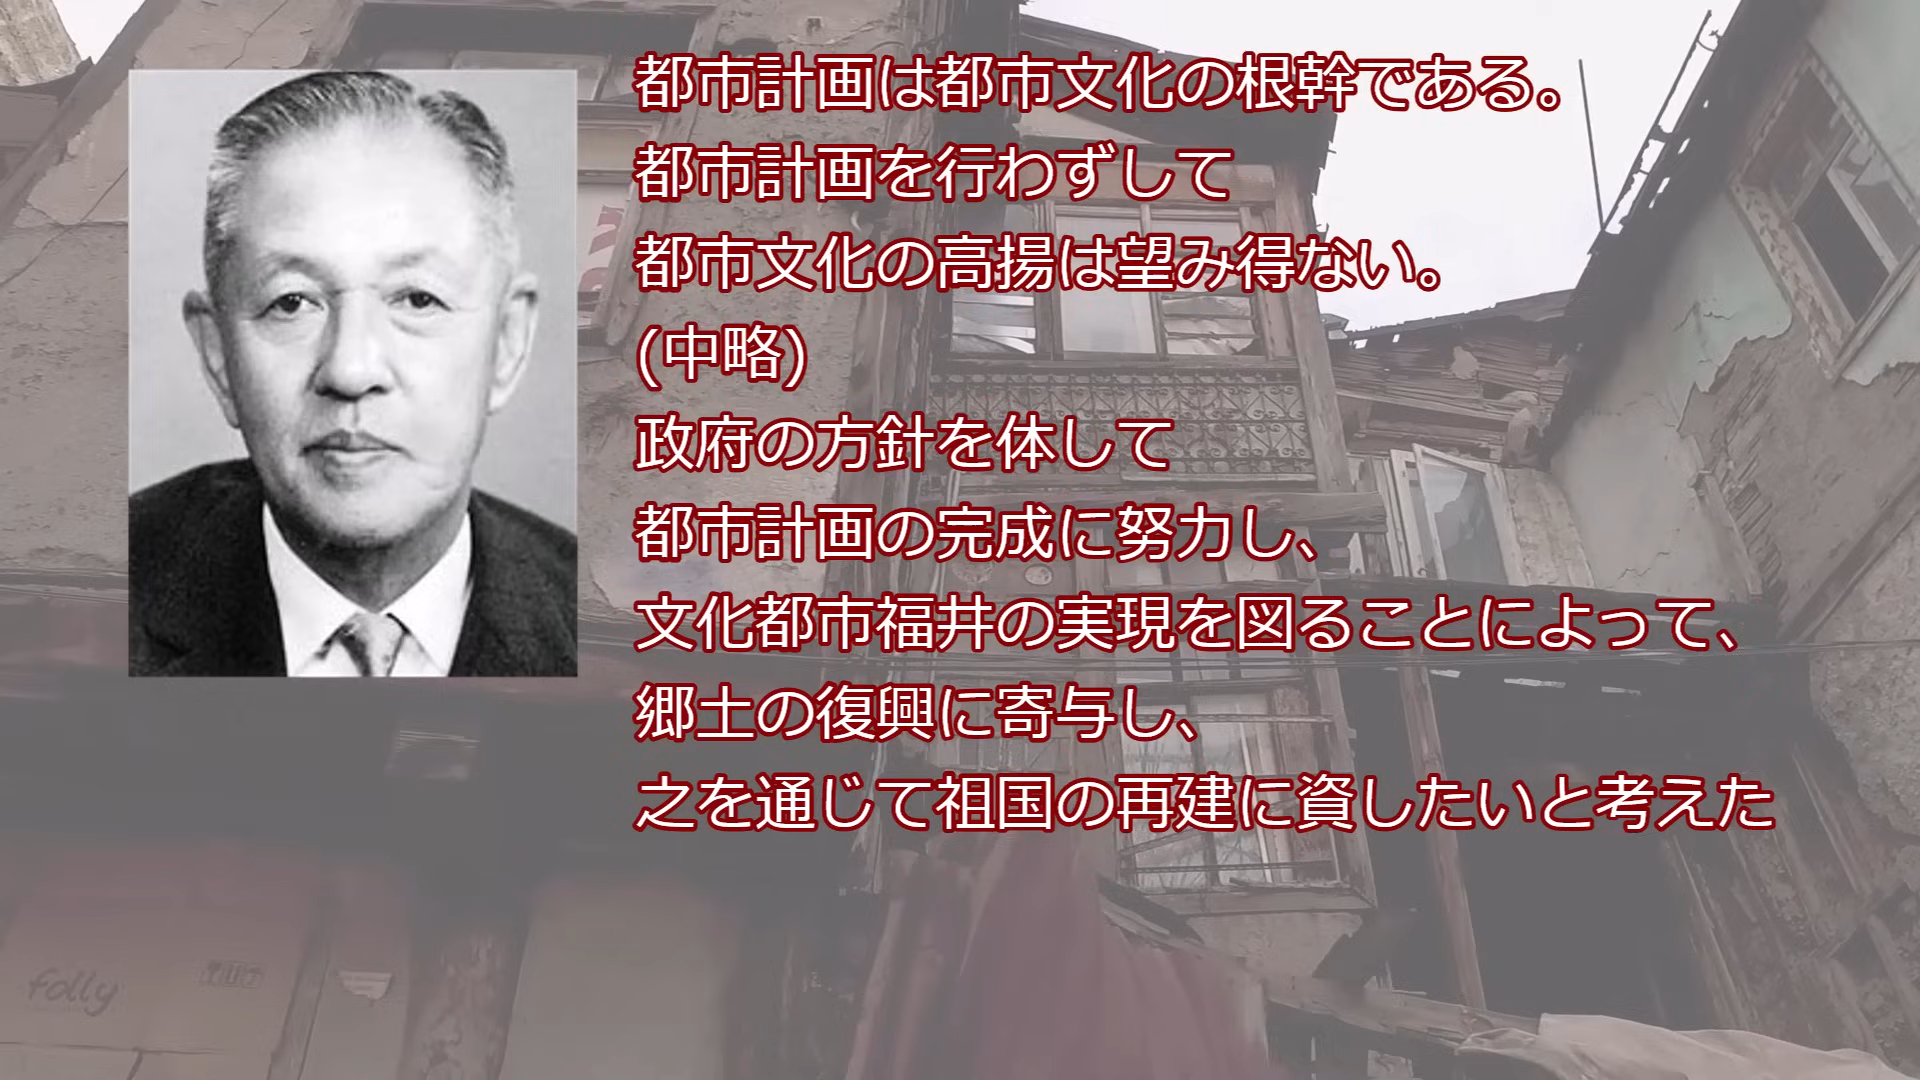 都市計画は都市文化の根幹である。
都市計画を行わずして
都市文化の高揚は望み得ない。
(中略)
政府の方針を体して
都市計画の完成に努力し、
文化都市福井の実現を図ることによって、
郷土の復興に寄与し、
之を通じて祖国の再建に資したいと考えた
folly